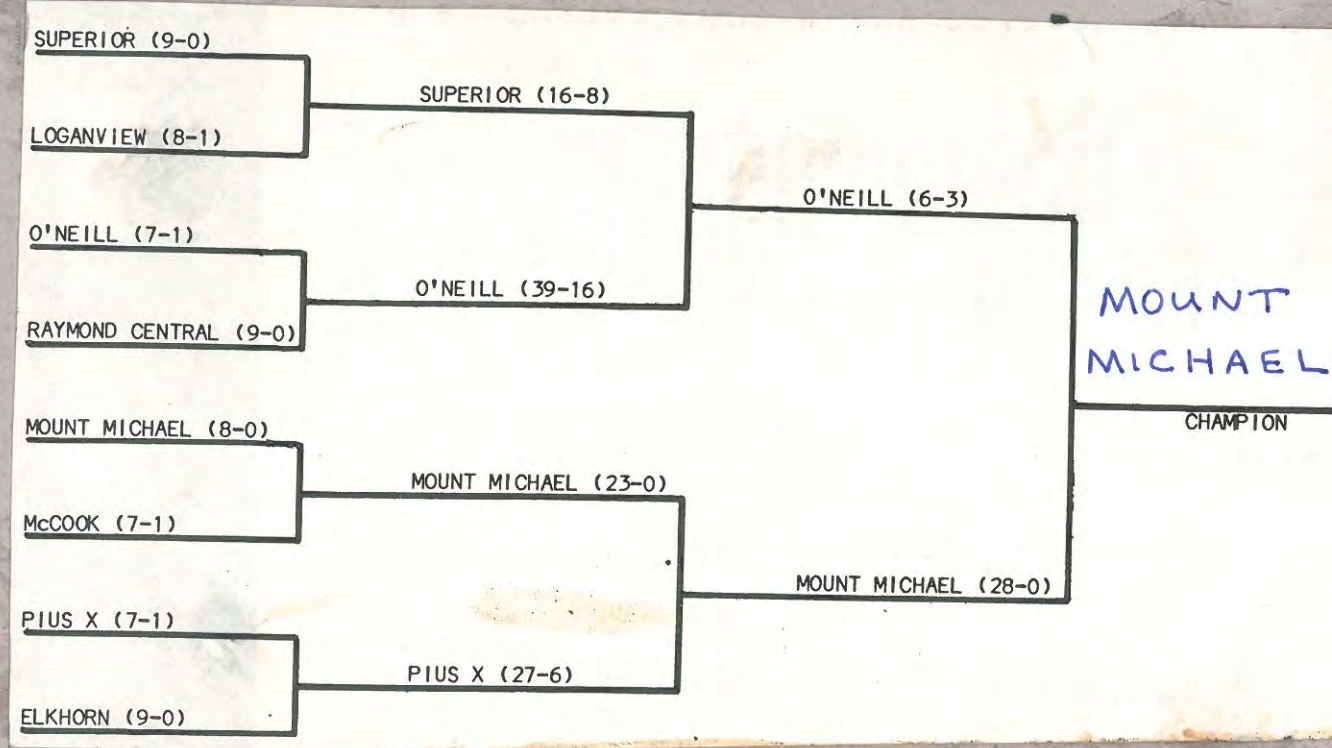 SUPERIOR (9-0)
SUPERIOR (16-8)
LOGANVIEW (8-1)
O'NEILL (6-3)
O'NEILL (7-1)
O'NEILL (39-16)
RAYMOND CENTRAL (9-0)
MOUNT
MICHAEL
CHAMPION
MOUNT MICHAEL (8-0)
MOUNT MICHAEL (23-0)
McCOOK (7-1)
MOUNT MICHAEL (28-0)
PIUS X (7-1)
PIUS X (27-6)
ELKHORN (9-0)